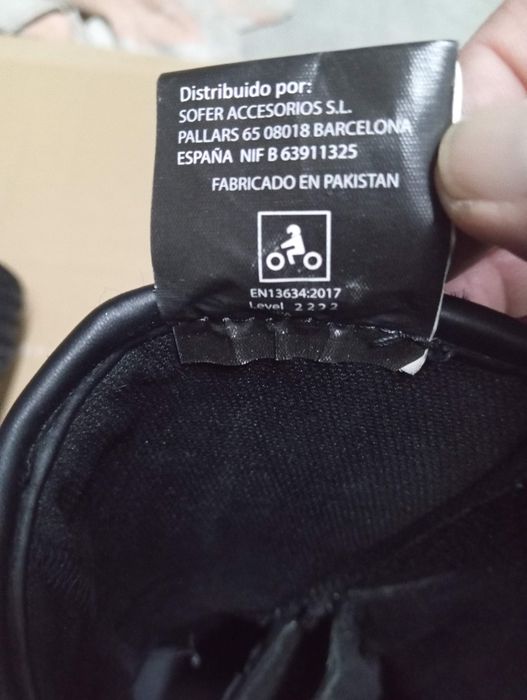 Distribuido por:
SOFER ACCESORIOS S.L.
PALLARS 65 08018 BARCELONA
ESPAÑA NIF B 63911325
FABRICADO EN PAKISTAN
EN13634:2017
Level 2 2 2 2